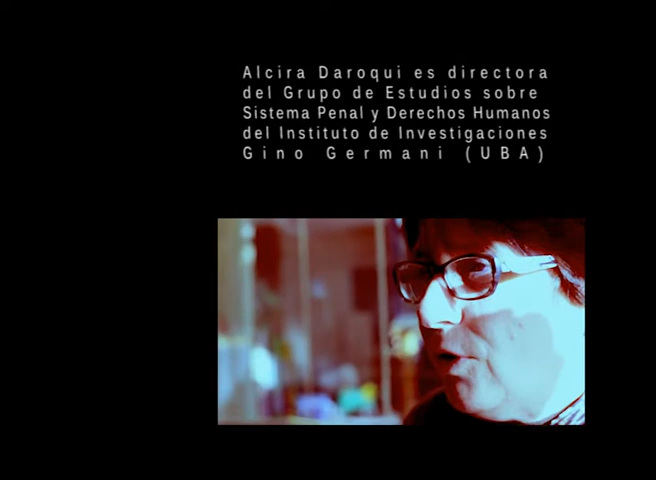 Alcira Daroqui es directora
del Grupo de Estudios sobre
Sistema Penal y Derechos Humanos
del Instituto de Investigaciones
Gino Germani (UBA)